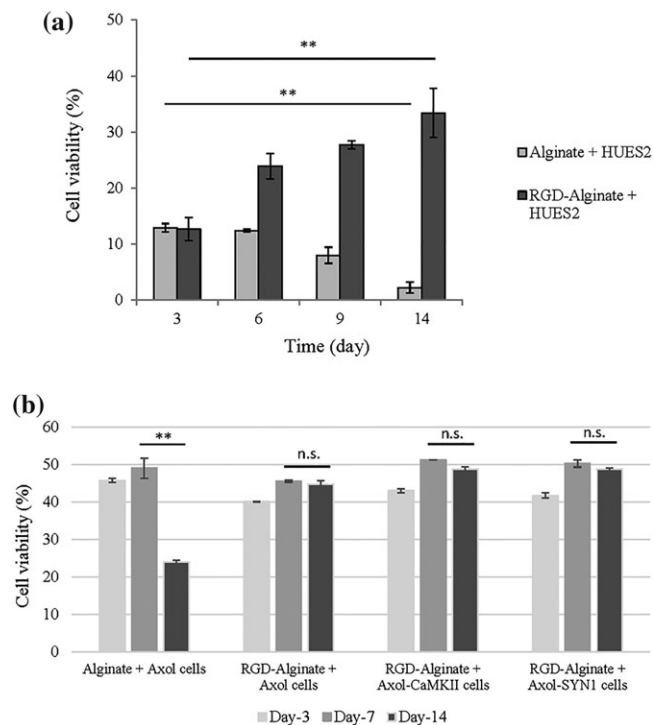 (a)
Cell viability (%)
50
40
30
20
10
0
**
**
3 6 9 14
Time (day)
Alginate + HUES2
RGD-Alginate +
HUES2
(b)
Cell viability (%)
60
50
40
30
20
10
0
**
n.s.
n.s.
n.s.
Alginate + Axol cells
RGD-Alginate +
Axol cells
RGD-Alginate +
Axol-CaMKII cells
RGD-Alginate +
Axol-SYN1 cells
Day-3 Day-7 Day-14